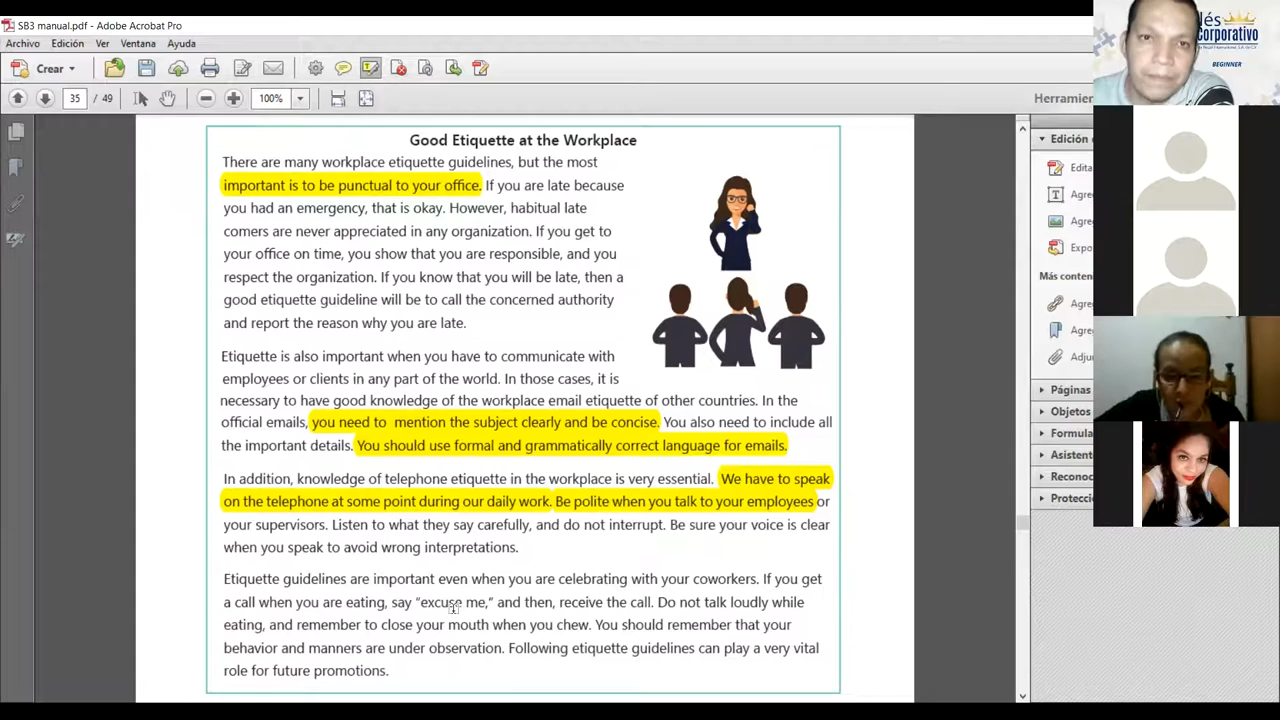 SB3 manual.pdf - Adobe Acrobat Pro
Archivo Edición Ver Ventana Ayuda
Crear
35 / 49
100%
Herramie
Edición
Edita
Agre
Agre
Expo
Más conten
Agre
Agre
Adju
Páginas
Objetos
Formula
Asistent
Recono
Protecci
Good Etiquette at the Workplace
There are many workplace etiquette guidelines, but the most
important is to be punctual to your office. If you are late because
you had an emergency, that is okay. However, habitual late
comers are never appreciated in any organization. If you get to
your office on time, you show that you are responsible, and you
respect the organization. If you know that you will be late, then a
good etiquette guideline will be to call the concerned authority
and report the reason why you are late.
Etiquette is also important when you have to communicate with
employees or clients in any part of the world. In those cases, it is
necessary to have good knowledge of the workplace email etiquette of other countries. In the
official emails, you need to mention the subject clearly and be concise. You also need to include all
the important details. You should use formal and grammatically correct language for emails.
In addition, knowledge of telephone etiquette in the workplace is very essential. We have to speak
on the telephone at some point during our daily work. Be polite when you talk to your employees or
your supervisors. Listen to what they say carefully, and do not interrupt. Be sure your voice is clear
when you speak to avoid wrong interpretations.
Etiquette guidelines are important even when you are celebrating with your coworkers. If you get
a call when you are eating, say “excuse me,” and then, receive the call. Do not talk loudly while
eating, and remember to close your mouth when you chew. You should remember that your
behavior and manners are under observation. Following etiquette guidelines can play a very vital
role for future promotions.
lés
Corporativo
BEGINNER